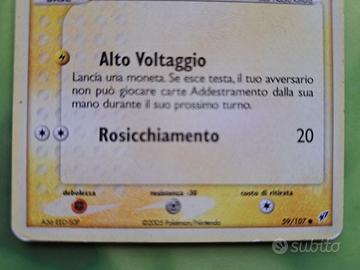 BASE
Alto Voltaggio
Lancia una moneta. Se esce testa, il tuo avversario
non può giocare carte Addestramento dalla sua
mano durante il suo prossimo turno.
Rosicchiamento 20
debolezza resistenza -30 costo di ritirata
©2005 Pokémon/Nintendo
59/107
subito